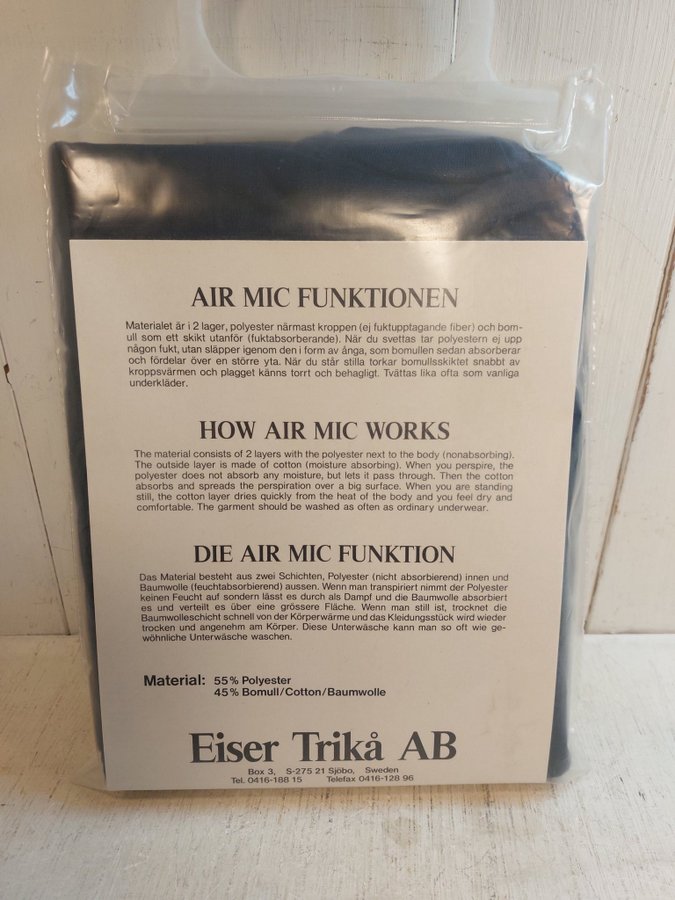 AIR MIC FUNKTIONEN
Materialet är i 2 lager, polyester närmast kroppen (ej fuktupptagande fiber) och bom-
ull som ett skikt utanför (fuktabsorberande). När du svettas tar polyestern ej upp
någon fukt, utan släpper igenom den i form av ånga, som bomullen sedan absorberar
och fördelar över en större yta. När du står stilla torkar bomullsskiktet snabbt av
kroppsvärmen och plagget känns torrt och behagligt. Tvättas lika ofta som vanliga
underkläder.
HOW AIR MIC WORKS
The material consists of 2 layers with the polyester next to the body (nonabsorbing).
The outside layer is made of cotton (moisture absorbing). When you perspire, the
polyester does not absorb any moisture, but lets it pass through. Then the cotton
absorbs and spreads the perspiration over a big surface. When you are standing
still, the cotton layer dries quickly from the heat of the body and you feel dry and
comfortable. The garment should be washed as often as ordinary underwear.
DIE AIR MIC FUNKTION
Das Material besteht aus zwei Schichten, Polyester (nicht absorbierend) innen und
Baumwolle (feuchtabsorbierend) aussen. Wenn man transpiriert nimmt der Polyester
keinen Feucht auf sondern lässt es durch als Dampf und die Baumwolle absorbiert
es und verteilt es über eine grössere Fläche. Wenn man still ist, trocknet die
Baumwolleschicht schnell von der Körperwärme und das Kleidungsstück wird wieder
trocken und angenehm am Körper. Diese Unterwäsche kann man so oft wie ge-
wöhnliche Unterwäsche waschen.
Material: 55% Polyester
45% Bomull/Cotton/Baumwolle
Eiser Trikå AB
Box 3, S-275 21 Sjöbo, Sweden
Tel. 0416-188 15 Telefax 0416-128 96